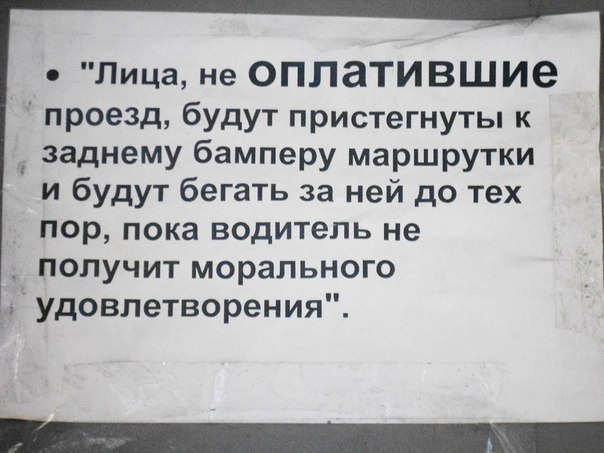 • "Лица, не оплатившие
проезд, будут пристегнуты к
заднему бамперу маршрутки
и будут бегать за ней до тех
пор, пока водитель не
получит морального
удовлетворения".